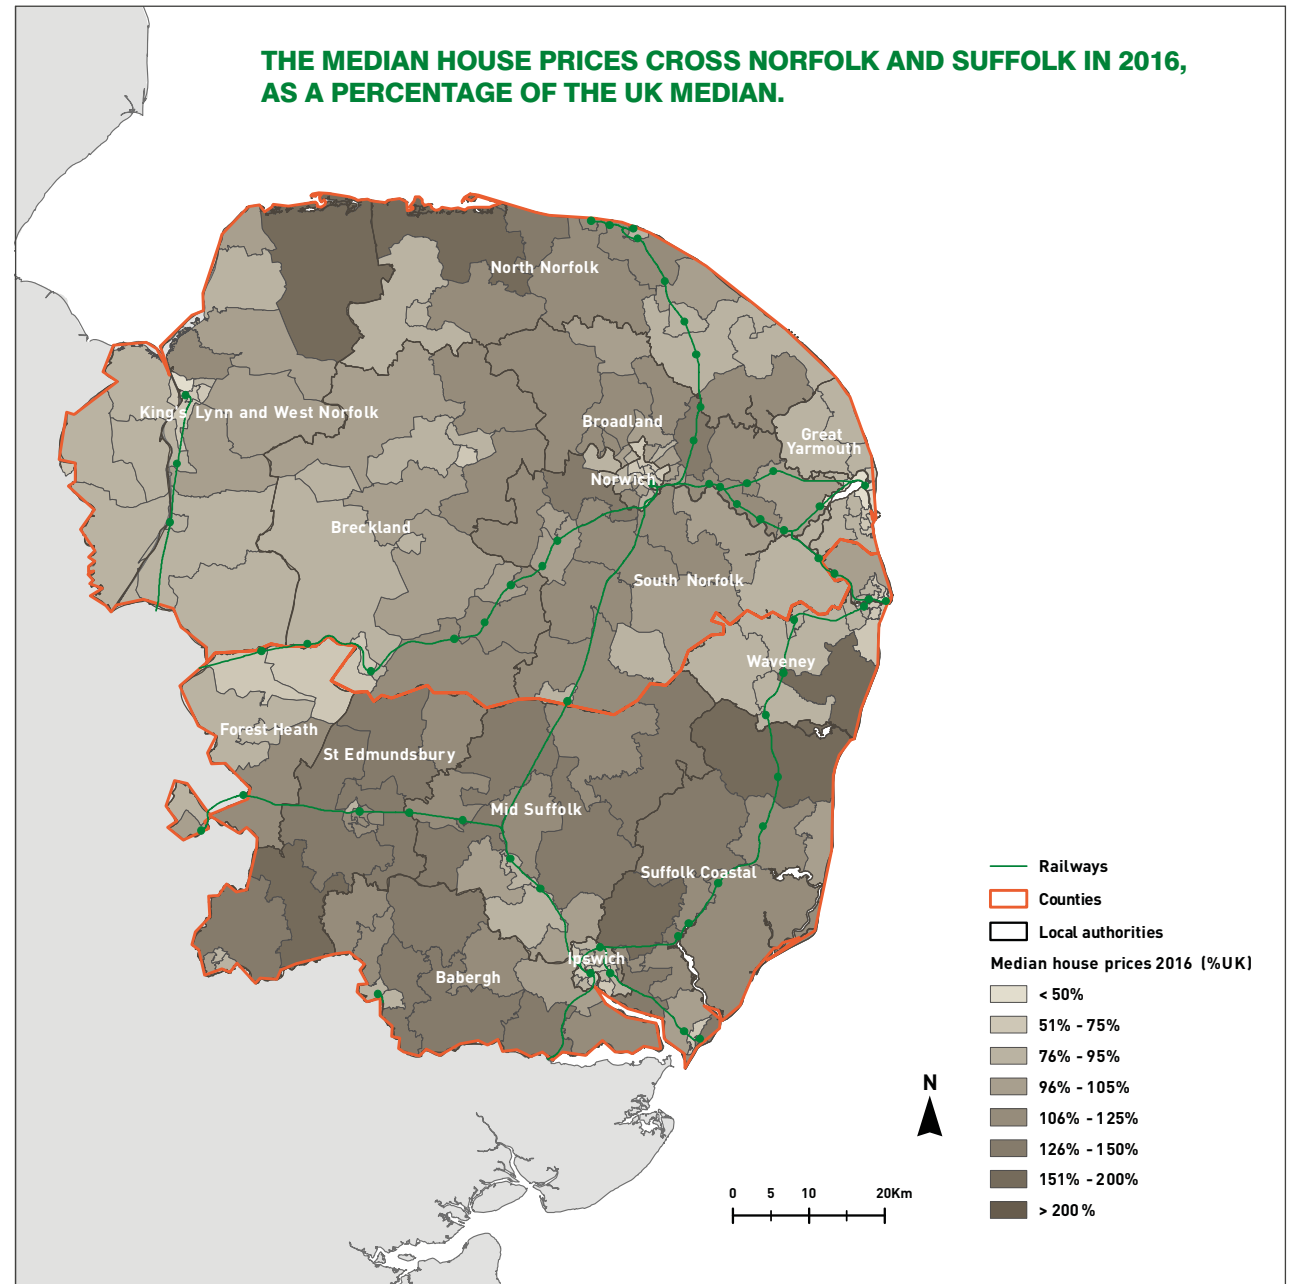 THE MEDIAN HOUSE PRICES CROSS NORFOLK AND SUFFOLK IN 2016,
AS A PERCENTAGE OF THE UK MEDIAN.
North Norfolk
King's Lynn and West Norfolk
Broadland
Great
Yarmouth
Norwich
Breckland
South Norfolk
Waveney
Forest Heath
St Edmundsbury
Mid Suffolk
Suffolk Coastal
Ipswich
Babergh
Railways
Counties
Local authorities
Median house prices 2016 (%UK)
< 50%
51% - 75%
76% - 95%
96% - 105%
106% - 125%
126% - 150%
151% - 200%
> 200 %
N
0 5 10 20Km